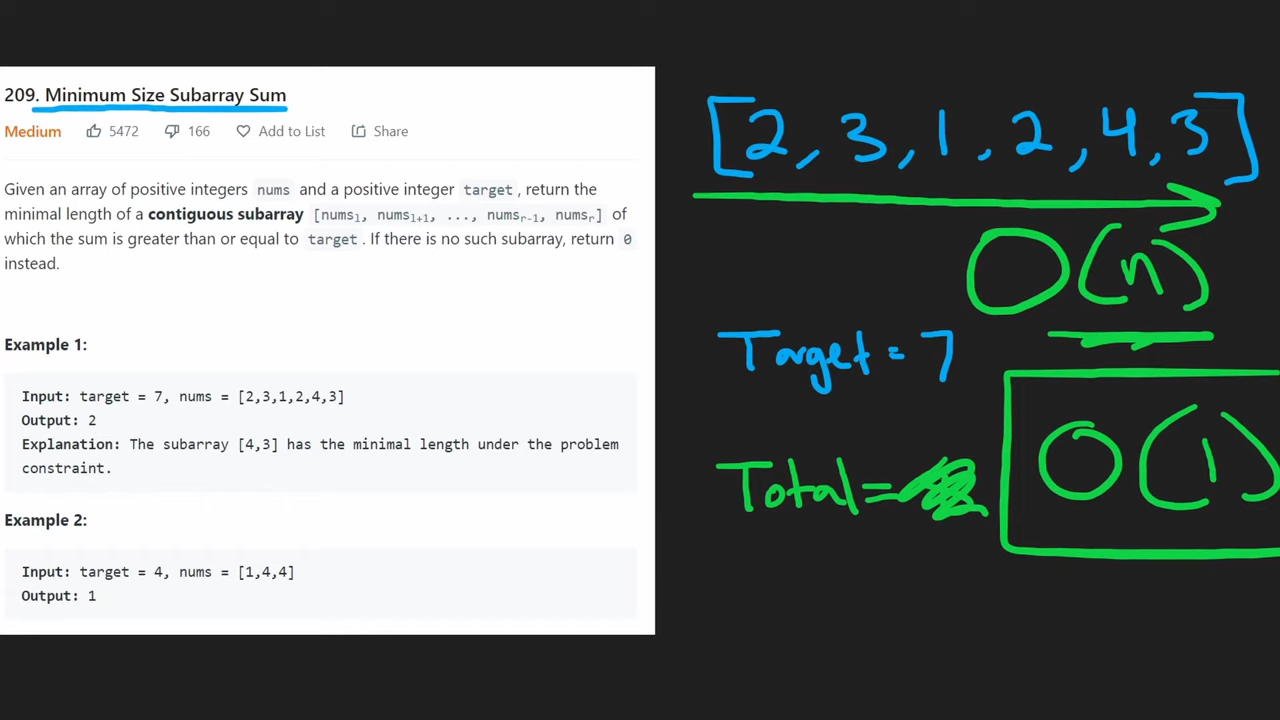 209. Minimum Size Subarray Sum
Medium 5472 166 Add to List Share
Given an array of positive integers nums and a positive integer target, return the
minimal length of a contiguous subarray [numsl, numsl+1, ..., numsr-1, numsr] of
which the sum is greater than or equal to target. If there is no such subarray, return 0
instead.
Example 1:
Input: target = 7, nums = [2,3,1,2,4,3]
Output: 2
Explanation: The subarray [4,3] has the minimal length under the problem
constraint.
Example 2:
Input: target = 4, nums = [1,4,4]
Output: 1
[2, 3, 1, 2, 4, 3]
O(n)
Target = 7
Total =
O(1)